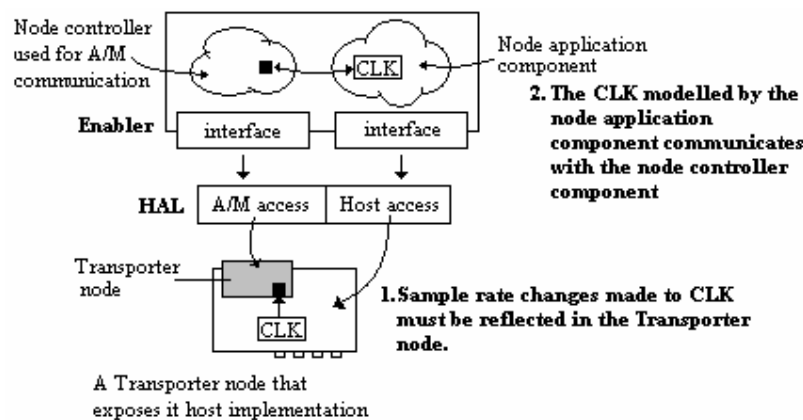 Node controller
used for A/M
communication
CLK
Node application
component
2. The CLK modelled by the
node application
component communicates
with the node controller
component
Enabler
interface
interface
HAL
A/M access
Host access
Transporter
node
CLK
1. Sample rate changes made to CLK
must be reflected in the Transporter
node.
A Transporter node that
exposes it host implementation